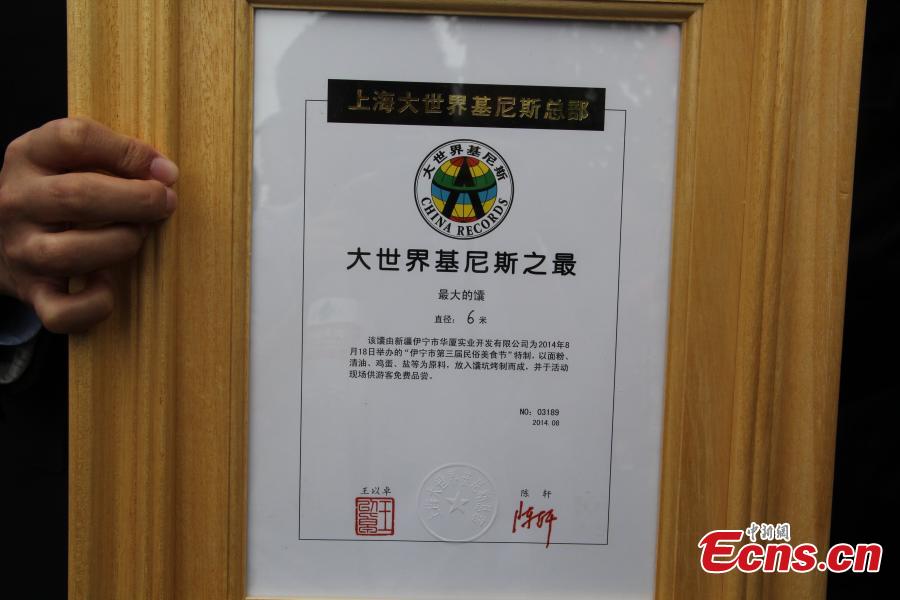 上海大世界基尼斯总部
大世界基尼斯
CHINA RECORDS
大世界基尼斯之最
最大的馕
直径： 6 米
该馕由新疆伊宁市华厦实业开发有限公司为2014年8
月18日举办的“伊宁市第三届民俗美食节”特制，以面粉、
清油、鸡蛋、盐等为原料，放入馕坑烤制而成，并于活动
现场供游客免费品尝。
NO: 03189
2014.08
王以卓
陈 轩
中新網
Ecns.cn